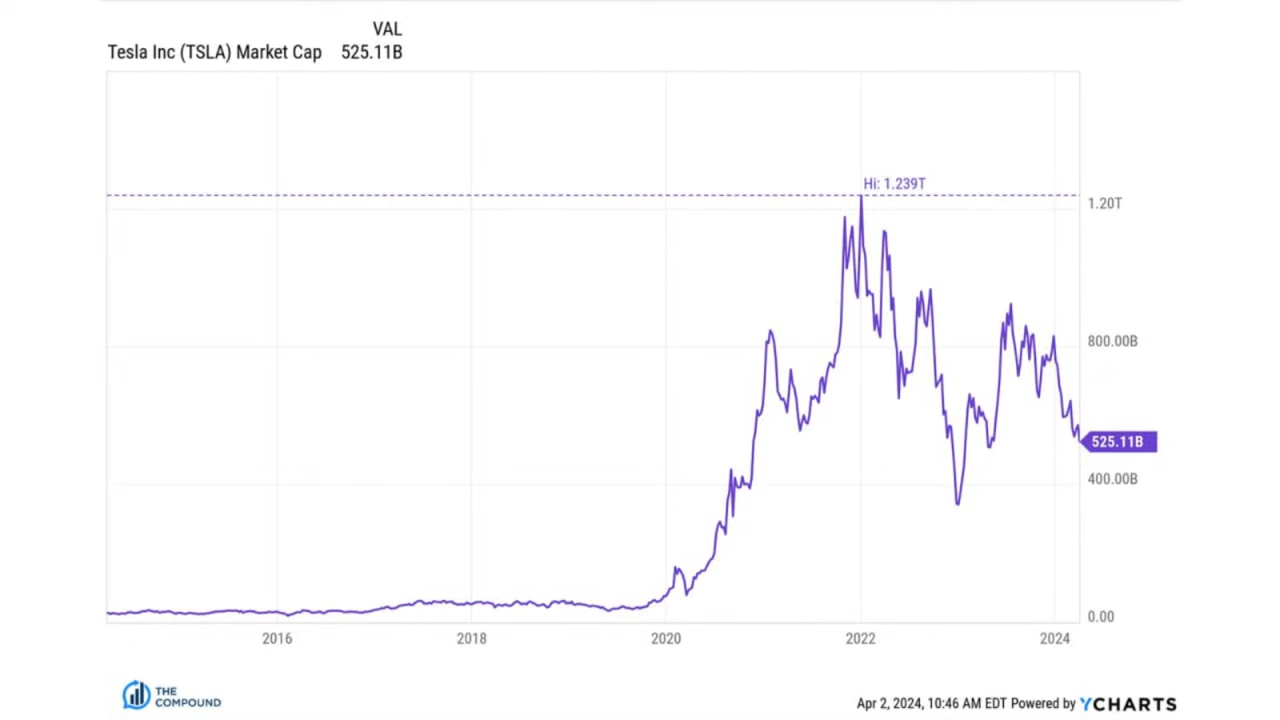 VAL
Tesla Inc (TSLA) Market Cap 525.11B
Hi: 1.239T
1.20T
800.00B
525.11B
400.00B
0.00
2016 2018 2020 2022 2024
THE
COMPOUND
Apr 2, 2024, 10:46 AM EDT Powered by YCHARTS